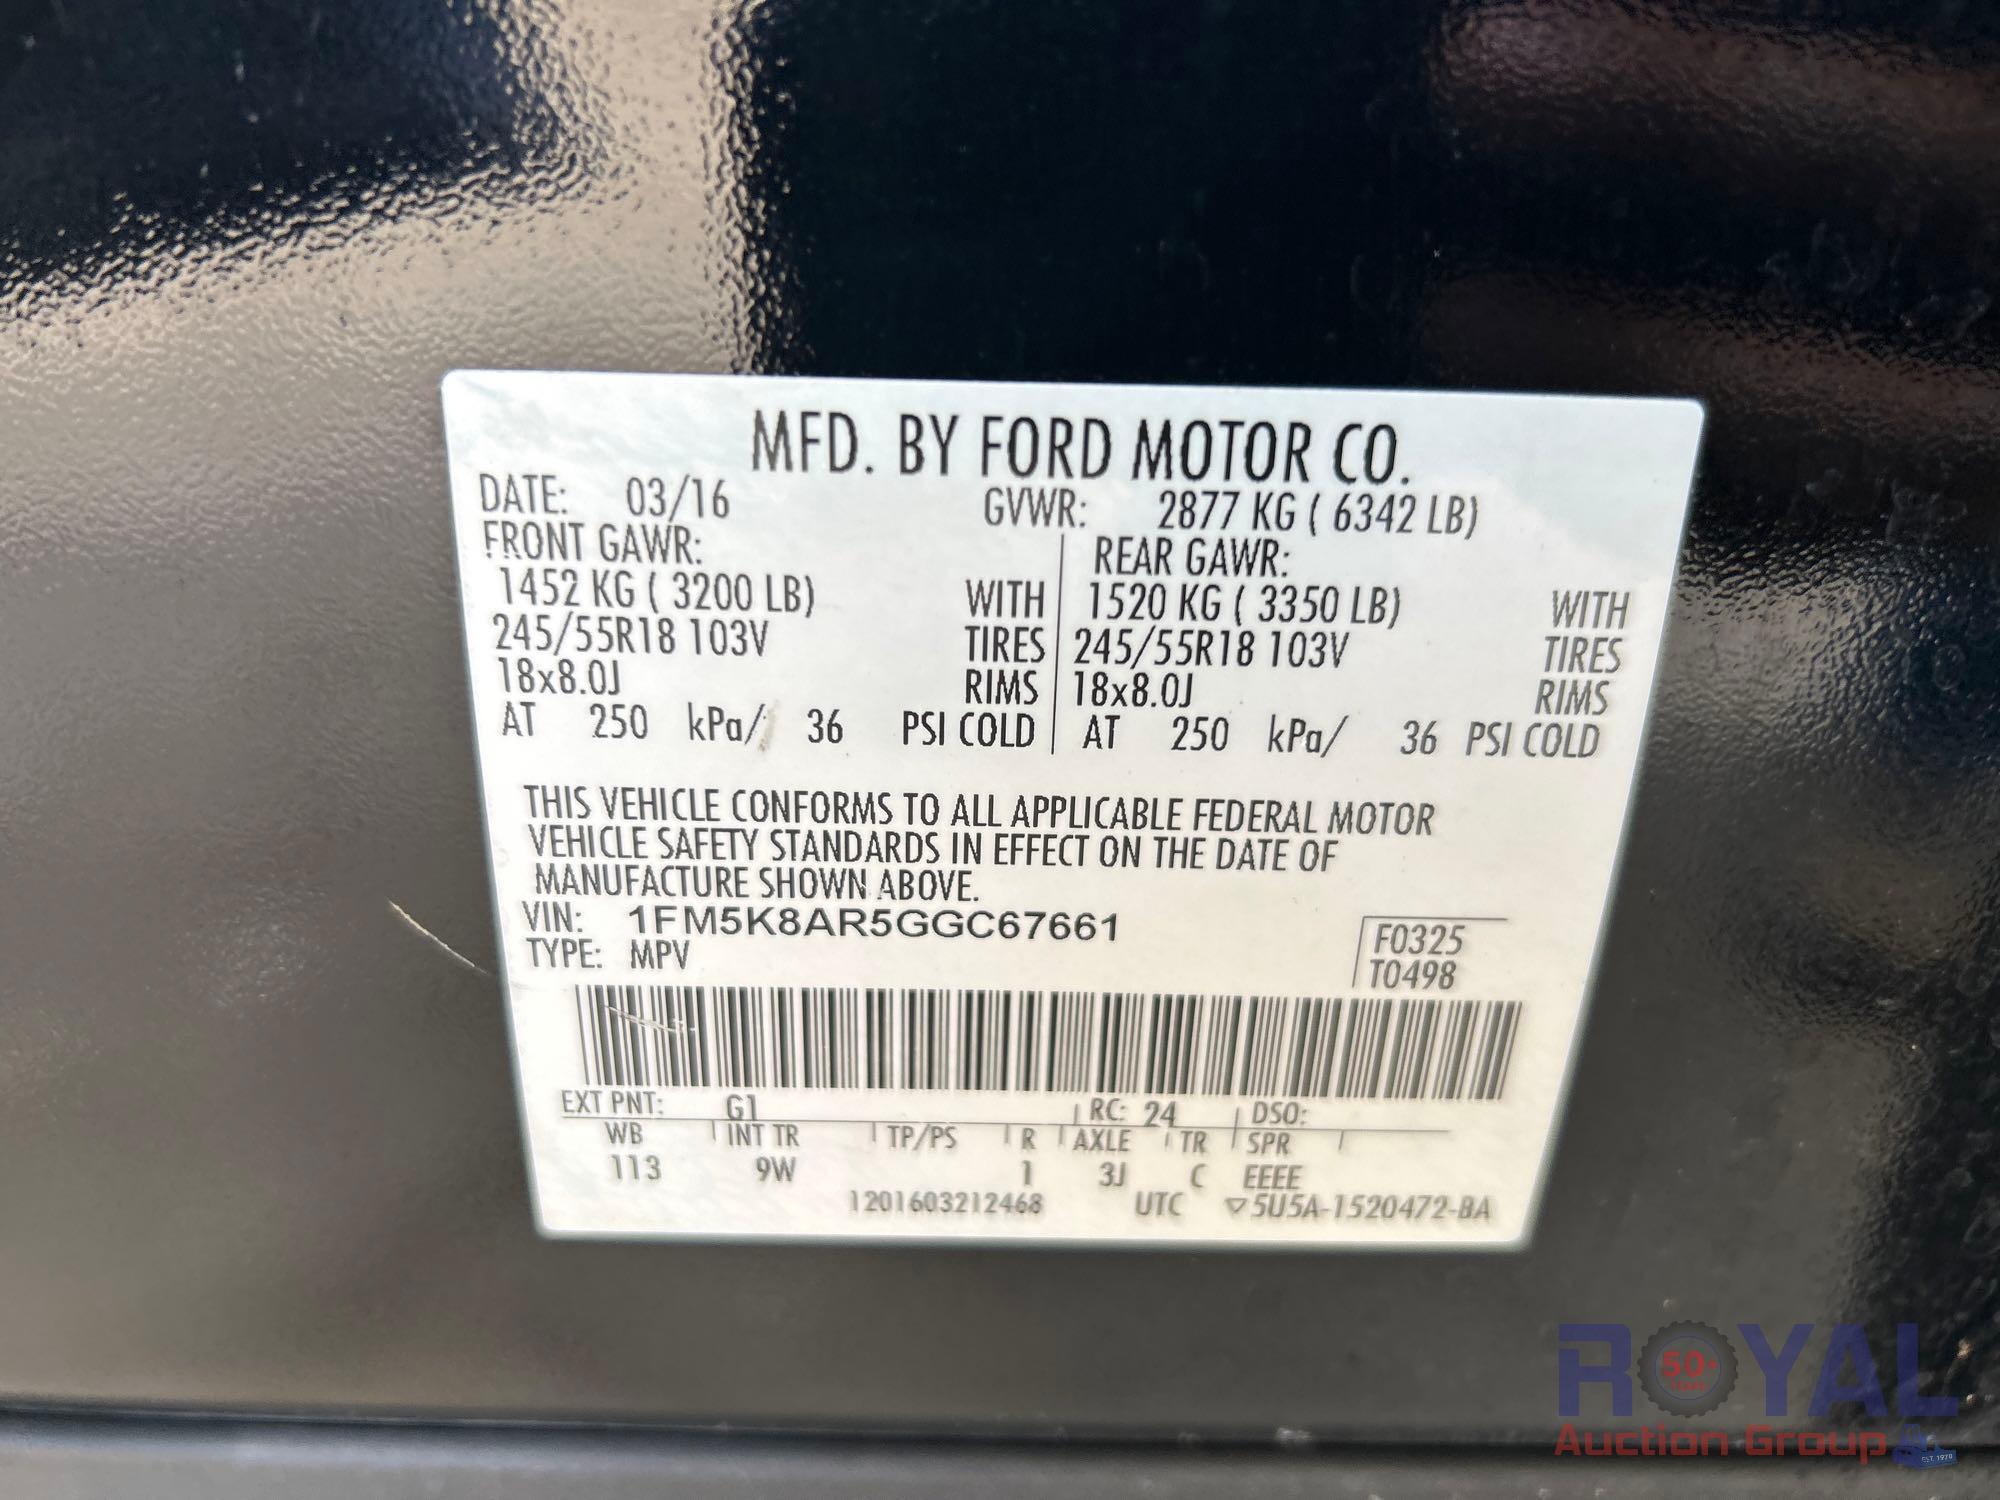 MFD. BY FORD MOTOR CO.
DATE: 03/16 GVWR: 2877 KG ( 6342 LB)
FRONT GAWR: REAR GAWR:
1452 KG ( 3200 LB) WITH 1520 KG ( 3350 LB) WITH
245/55R18 103V TIRES 245/55R18 103V TIRES
18x8.0J RIMS 18x8.0J RIMS
AT 250 kPa/ 36 PSI COLD AT 250 kPa/ 36 PSI COLD
THIS VEHICLE CONFORMS TO ALL APPLICABLE FEDERAL MOTOR
VEHICLE SAFETY STANDARDS IN EFFECT ON THE DATE OF
MANUFACTURE SHOWN ABOVE.
VIN: 1FM5K8AR5GGC67661
TYPE: MPV
F0325
T0498
EXT PNT: G1 RC: 24 DSO:
WB INT TR TP/PS R AXLE TR SPR
113 9W 1 3J C EEEE
1201603212468 UTC ▽5U5A-1520472-BA
ROYAL
50+
YEARS
Auction Group
EST. 1970